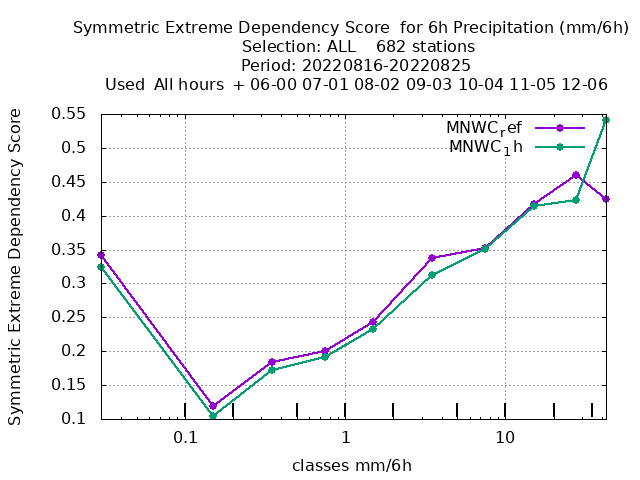 Symmetric Extreme Dependency Score  for 6h Precipitation (mm/6h)
Selection: ALL    682 stations
Period: 20220816-20220825
Used  All hours  + 06-00 07-01 08-02 09-03 10-04 11-05 12-06
Symmetric Extreme Dependency Score
0.55
0.5
0.45
0.4
0.35
0.3
0.25
0.2
0.15
0.1
MNWCref
MNWC1h
0.1 1 10
classes mm/6h